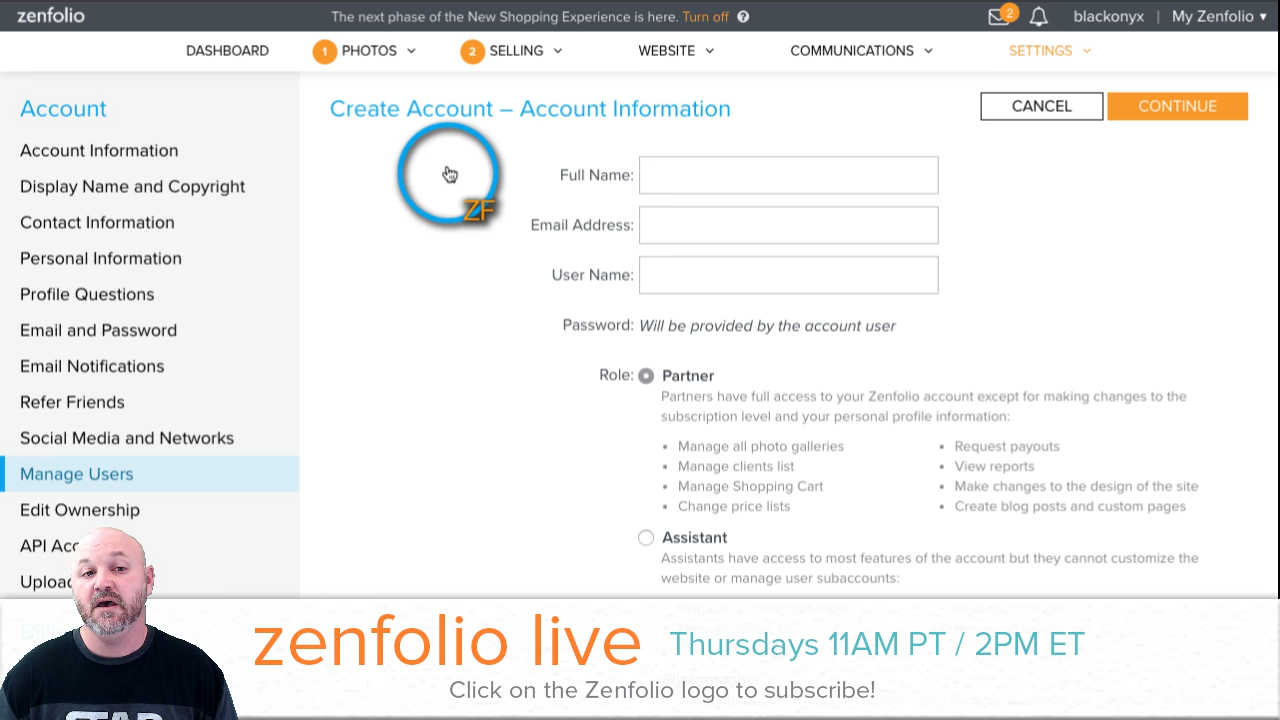 zenfolio
The next phase of the New Shopping Experience is here. Turn off ?
2
blackonyx | My Zenfolio
DASHBOARD
1 PHOTOS
2 SELLING
WEBSITE
COMMUNICATIONS
SETTINGS
Account
Account Information
Display Name and Copyright
Contact Information
Personal Information
Profile Questions
Email and Password
Email Notifications
Refer Friends
Social Media and Networks
Manage Users
Edit Ownership
API
Create Account – Account Information
CANCEL
CONTINUE
ZF
Full Name:
Email Address:
User Name:
Password: Will be provided by the account user
Role: Partner
Partners have full access to your Zenfolio account except for making changes to the
subscription level and your personal profile information:
• Manage all photo galleries
• Manage clients list
• Manage Shopping Cart
• Change price lists
• Request payouts
• View reports
• Make changes to the design of the site
• Create blog posts and custom pages
Assistant
Assistants have access to most features of the account but they cannot customize the
website or manage user subaccounts:
zenfolio live
Thursdays 11AM PT / 2PM ET
Click on the Zenfolio logo to subscribe!